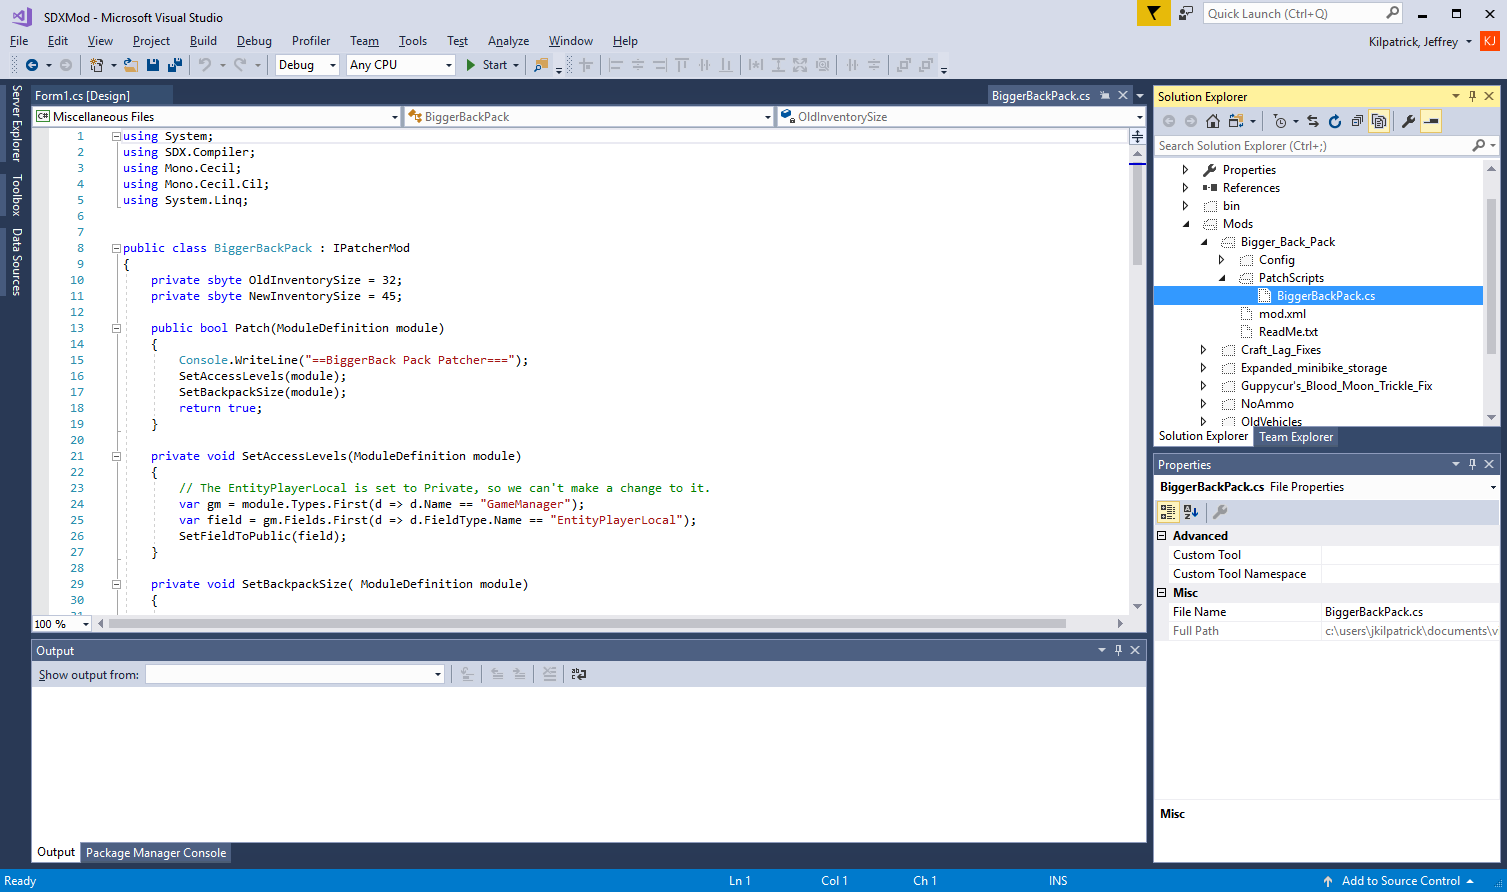 SDXMod - Microsoft Visual Studio
Quick Launch (Ctrl+Q)
File Edit View Project Build Debug Profiler Team Tools Test Analyze Window Help
Kilpatrick, Jeffrey KJ
Debug Any CPU Start
Server Explorer
Toolbox
Data Sources
Form1.cs [Design]
BiggerBackPack.cs
C# Miscellaneous Files BiggerBackPack OldInventorySize
1 using System;
2 using SDX.Compiler;
3 using Mono.Cecil;
4 using Mono.Cecil.Cil;
5 using System.Linq;
6
7
8 public class BiggerBackPack : IPatcherMod
9 {
10 private sbyte OldInventorySize = 32;
11 private sbyte NewInventorySize = 45;
12
13 public bool Patch(ModuleDefinition module)
14 {
15 Console.WriteLine("==BiggerBack Pack Patcher===");
16 SetAccessLevels(module);
17 SetBackpackSize(module);
18 return true;
19 }
20
21 private void SetAccessLevels(ModuleDefinition module)
22 {
23 // The EntityPlayerLocal is set to Private, so we can't make a change to it.
24 var gm = module.Types.First(d => d.Name == "GameManager");
25 var field = gm.Fields.First(d => d.FieldType.Name == "EntityPlayerLocal");
26 SetFieldToPublic(field);
27 }
28
29 private void SetBackpackSize( ModuleDefinition module)
30 {
31
100 %
Output
Show output from:
Output Package Manager Console
Solution Explorer
Search Solution Explorer (Ctrl+;)
Properties
References
bin
Mods
Bigger_Back_Pack
Config
PatchScripts
BiggerBackPack.cs
mod.xml
ReadMe.txt
Craft_Lag_Fixes
Expanded_minibike_storage
Guppycur's_Blood_Moon_Trickle_Fix
NoAmmo
OldVehicles
Solution Explorer Team Explorer
Properties
BiggerBackPack.cs File Properties
Advanced
Custom Tool
Custom Tool Namespace
Misc
File Name BiggerBackPack.cs
Full Path c:\users\jkilpatrick\documents\v
Misc
Ready Ln 1 Col 1 Ch 1 INS Add to Source Control